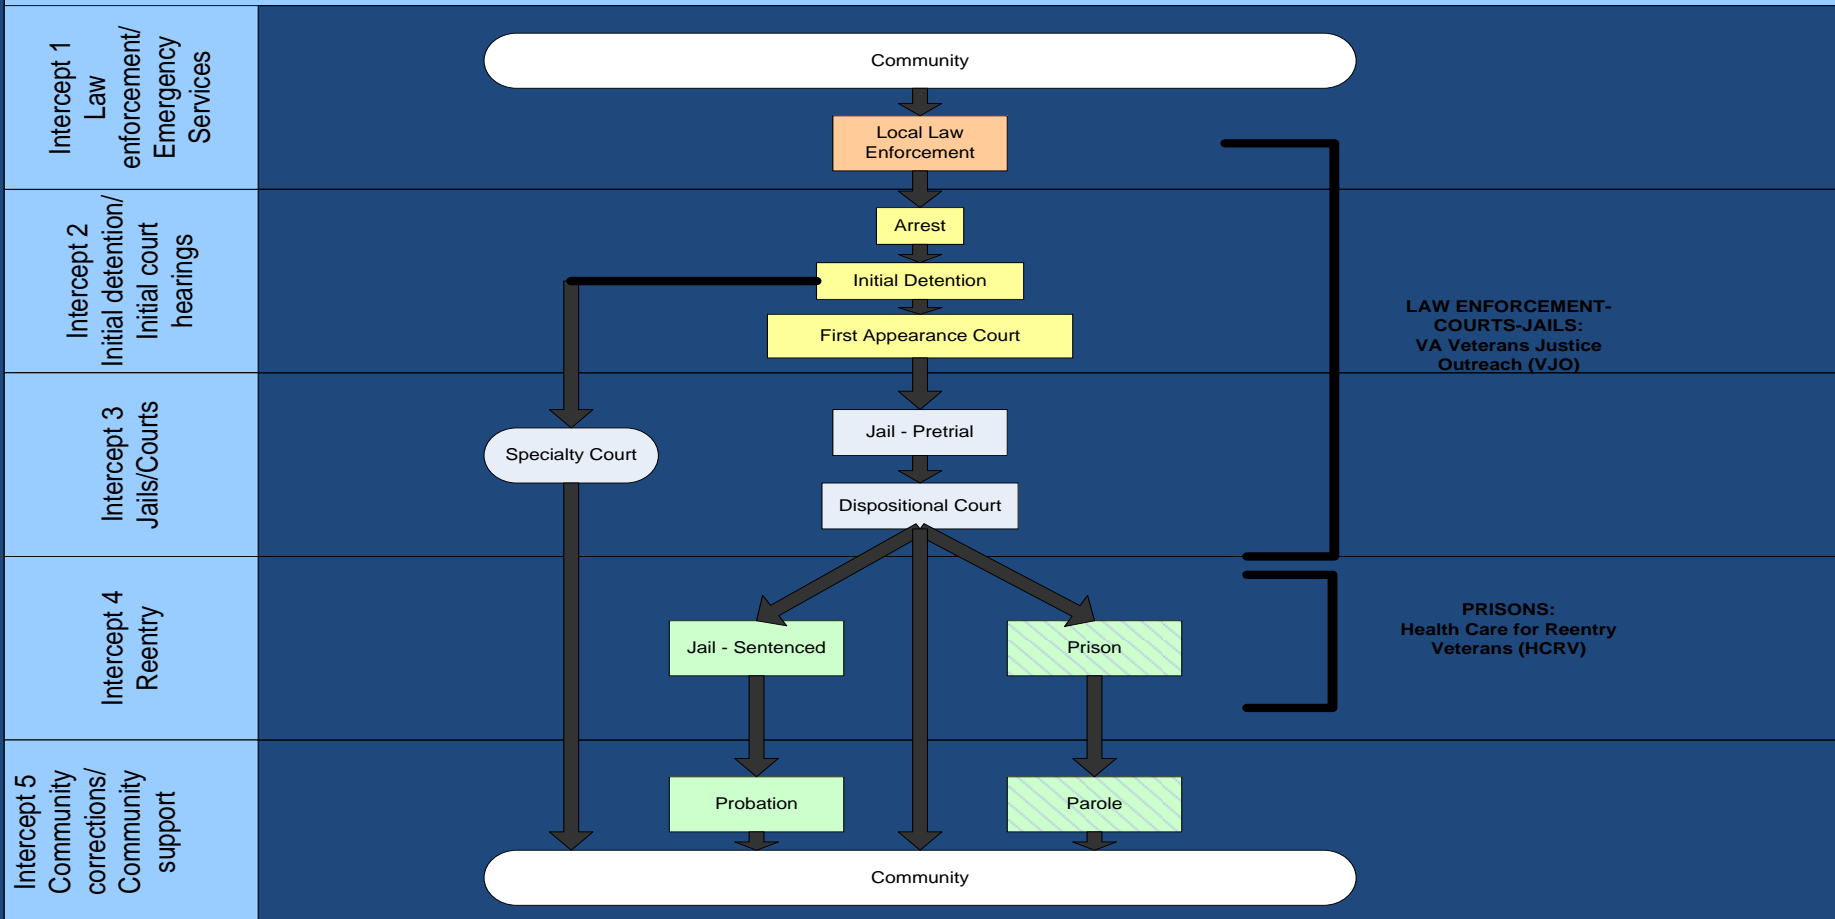 Intercept 1
Law
enforcement/
Emergency
Services
Community
Local Law
Enforcement
Intercept 2
Initial detention/
Initial court
hearings
Arrest
Initial Detention
First Appearance Court
LAW ENFORCEMENT-
COURTS-JAILS:
VA Veterans Justice
Outreach (VJO)
Intercept 3
Jails/Courts
Jail - Pretrial
Specialty Court
Dispositional Court
Intercept 4
Reentry
Jail - Sentenced
Prison
PRISONS:
Health Care for Reentry
Veterans (HCRV)
Intercept 5
Community
corrections/
Community
support
Probation
Parole
Community